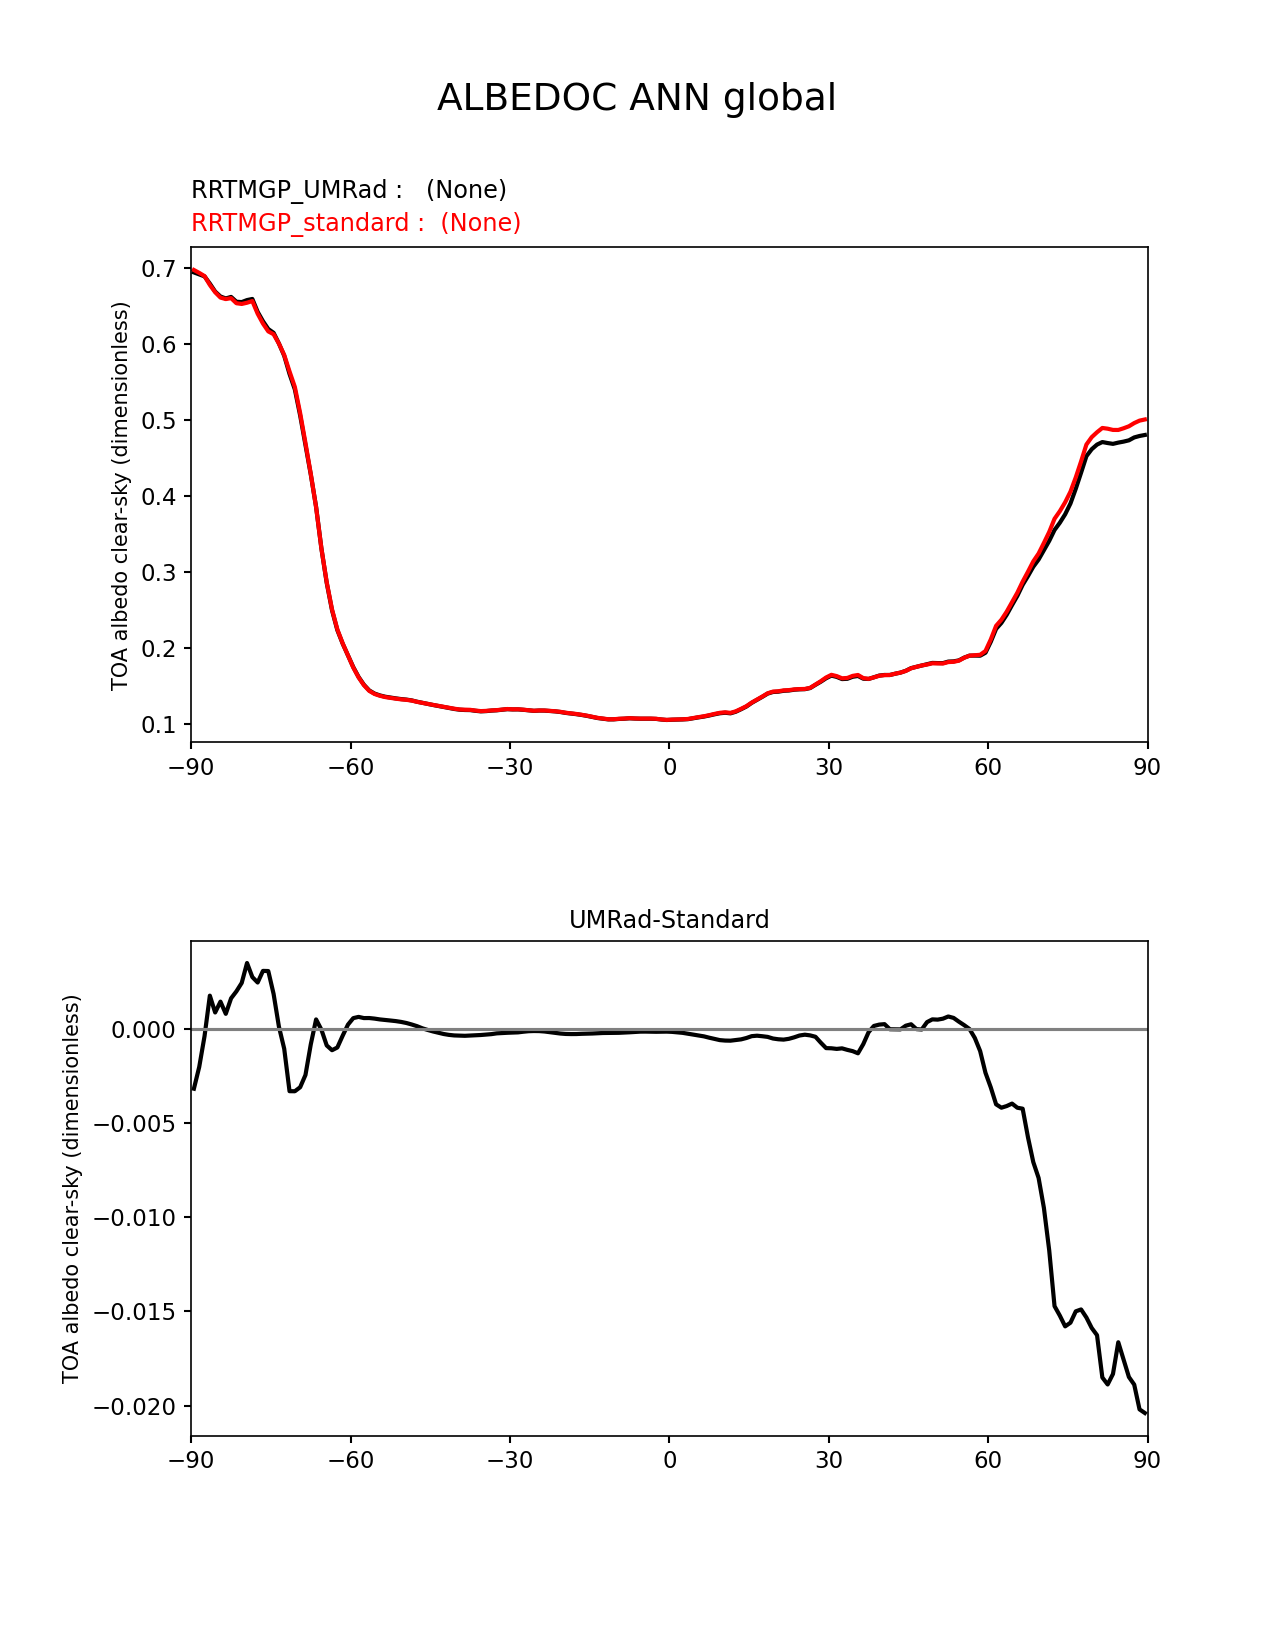 ALBEDOC ANN global
RRTMGP_UMRad :   (None)
RRTMGP_standard :  (None)
TOA albedo clear-sky (dimensionless)
0.7
0.6
0.5
0.4
0.3
0.2
0.1
−90 −60 −30 0 30 60 90
UMRad-Standard
TOA albedo clear-sky (dimensionless)
0.000
−0.005
−0.010
−0.015
−0.020
−90 −60 −30 0 30 60 90